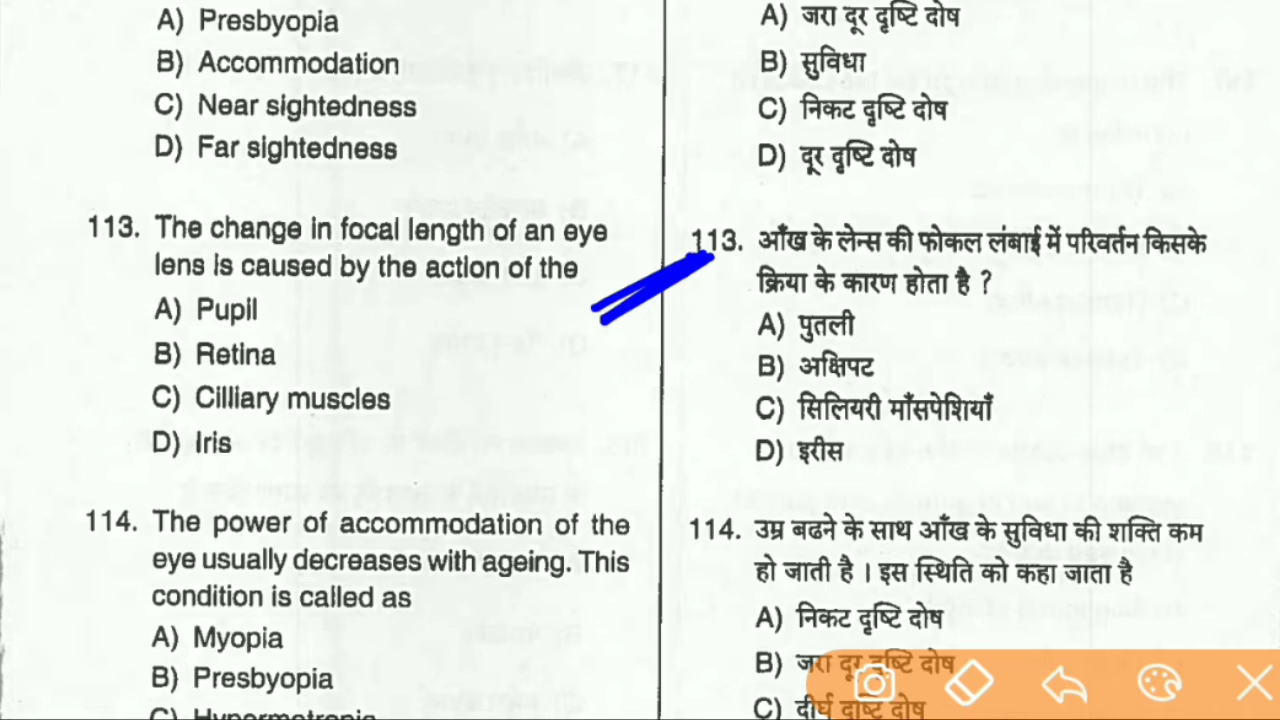 A) Presbyopia
B) Accommodation
C) Near sightedness
D) Far sightedness
113. The change in focal length of an eye
lens is caused by the action of the
A) Pupil
B) Retina
C) Cilliary muscles
D) Iris
114. The power of accommodation of the
eye usually decreases with ageing. This
condition is called as
A) Myopia
B) Presbyopia
C) Hypermetropia
A) जरा दूर दृष्टि दोष
B) सुविधा
C) निकट दृष्टि दोष
D) दूर दृष्टि दोष
113. आँख के लेन्स की फोकल लंबाई में परिवर्तन किसके
क्रिया के कारण होता है ?
A) पुतली
B) अक्षिपट
C) सिलियरी माँसपेशियाँ
D) इरीस
114. उम्र बढने के साथ आँख के सुविधा की शक्ति कम
हो जाती है । इस स्थिति को कहा जाता है
A) निकट दृष्टि दोष
B) जरा दूर दृष्टि दोष
C) दीर्घ दृष्टि दोष